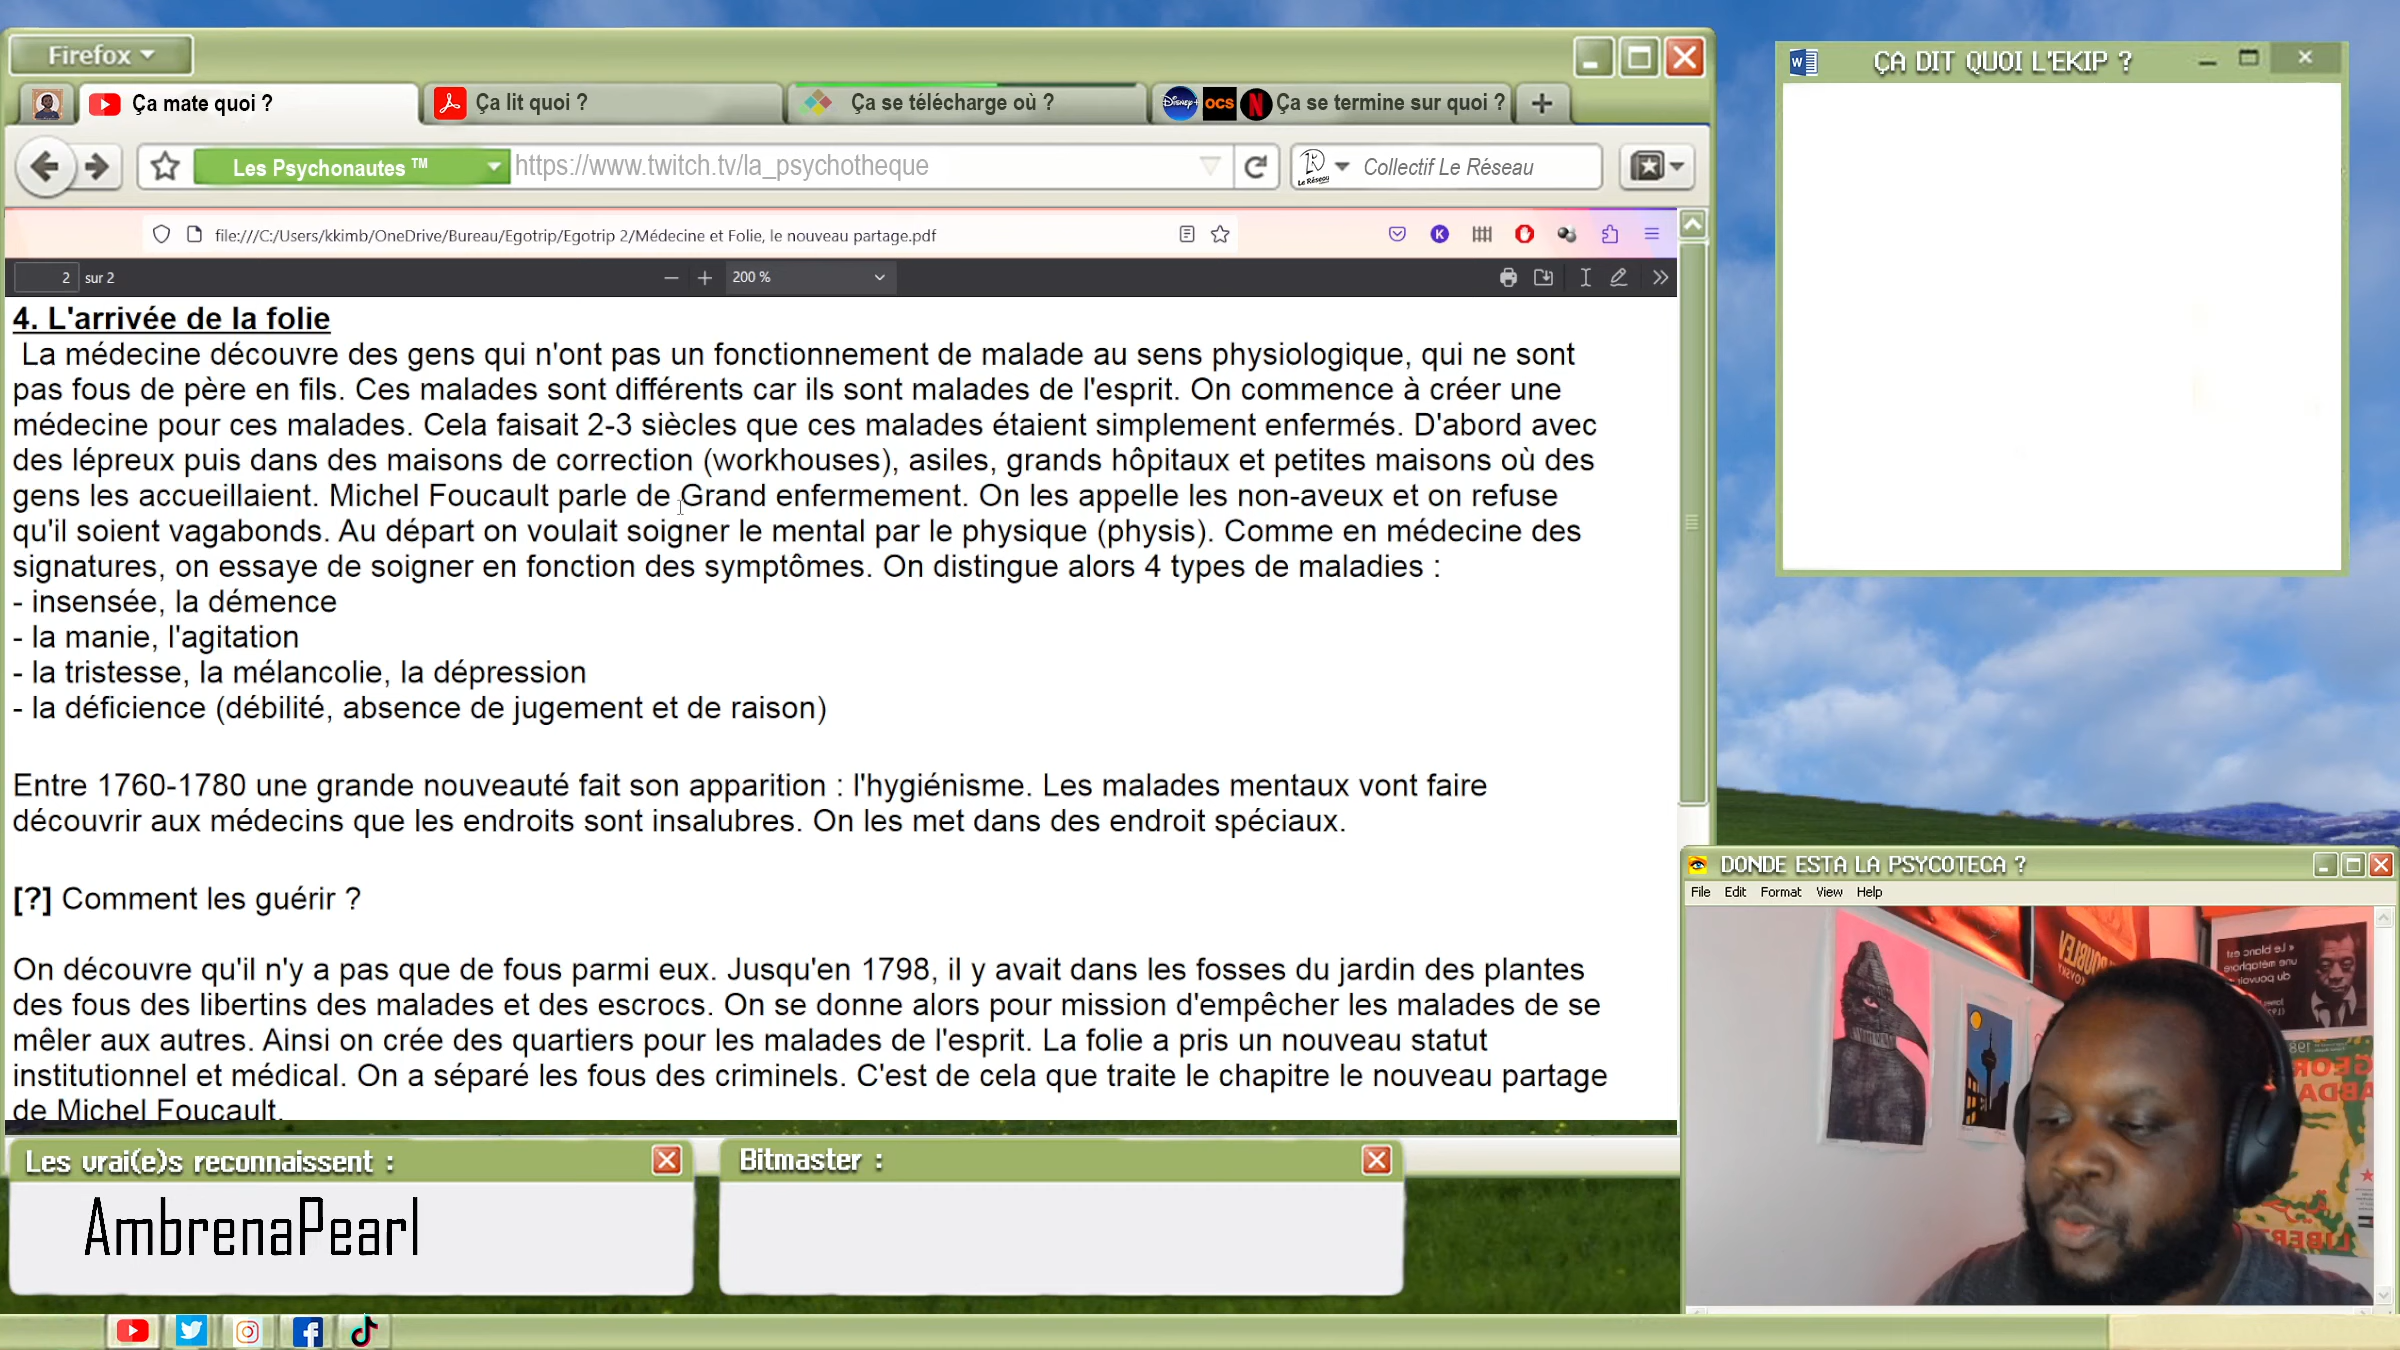 Firefox
Ça mate quoi ?
Ça lit quoi ?
Ça se télécharge où ?
Disney+
OCS
N
Ça se termine sur quoi ?
Les Psychonautes ™
https://www.twitch.tv/la_psychotheque
Le Réseau
Collectif Le Réseau
file:///C:/Users/kkimb/OneDrive/Bureau/Egotrip/Egotrip 2/Médecine et Folie, le nouveau partage.pdf
K
2 sur 2
200 %
4. L'arrivée de la folie
La médecine découvre des gens qui n'ont pas un fonctionnement de malade au sens physiologique, qui ne sont
pas fous de père en fils. Ces malades sont différents car ils sont malades de l'esprit. On commence à créer une
médecine pour ces malades. Cela faisait 2-3 siècles que ces malades étaient simplement enfermés. D'abord avec
des lépreux puis dans des maisons de correction (workhouses), asiles, grands hôpitaux et petites maisons où des
gens les accueillaient. Michel Foucault parle de Grand enfermement. On les appelle les non-aveux et on refuse
qu'il soient vagabonds. Au départ on voulait soigner le mental par le physique (physis). Comme en médecine des
signatures, on essaye de soigner en fonction des symptômes. On distingue alors 4 types de maladies :
- insensée, la démence
- la manie, l'agitation
- la tristesse, la mélancolie, la dépression
- la déficience (débilité, absence de jugement et de raison)
Entre 1760-1780 une grande nouveauté fait son apparition : l'hygiénisme. Les malades mentaux vont faire
découvrir aux médecins que les endroits sont insalubres. On les met dans des endroit spéciaux.
[?] Comment les guérir ?
On découvre qu'il n'y a pas que de fous parmi eux. Jusqu'en 1798, il y avait dans les fosses du jardin des plantes
des fous des libertins des malades et des escrocs. On se donne alors pour mission d'empêcher les malades de se
mêler aux autres. Ainsi on crée des quartiers pour les malades de l'esprit. La folie a pris un nouveau statut
institutionnel et médical. On a séparé les fous des criminels. C'est de cela que traite le chapitre le nouveau partage
de Michel Foucault.
W
ÇA DIT QUOI L'EKIP ?
DONDE ESTA LA PSYCOTECA ?
File Edit Format View Help
« Le blanc est
une métaphore
du pouvoir
Les vrai(e)s reconnaissent :
AmbrenaPearl
Bitmaster :